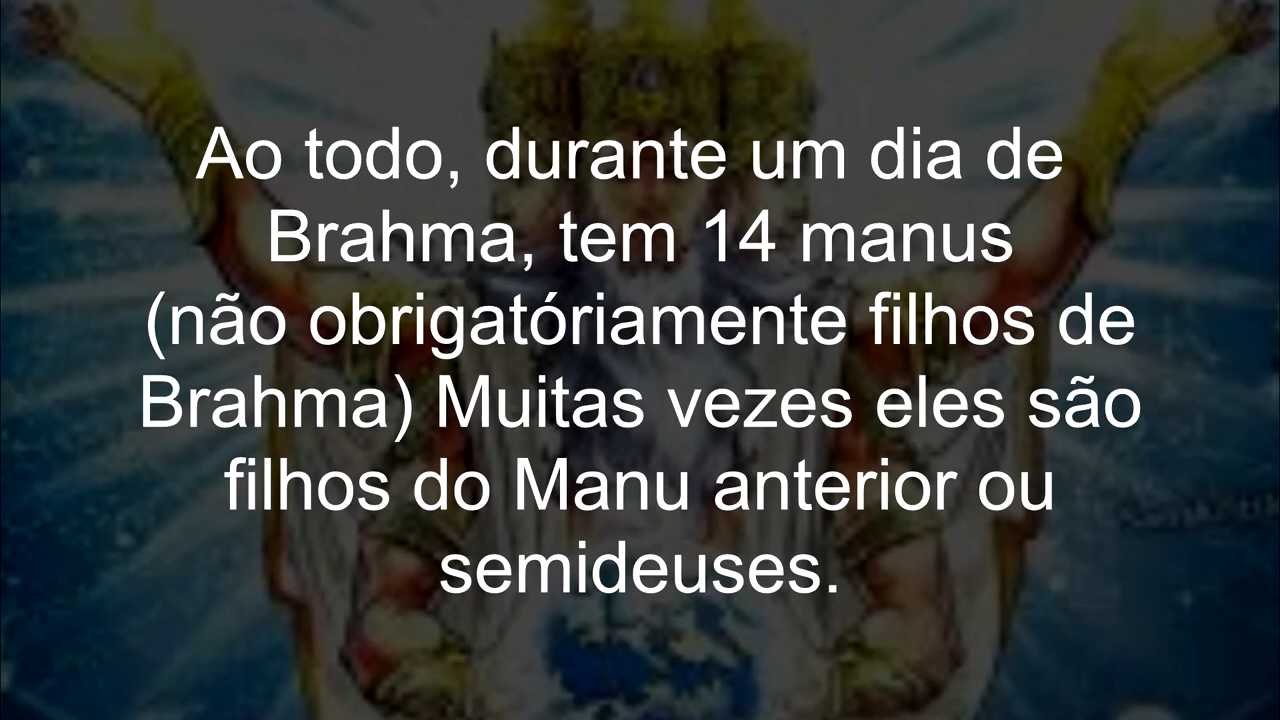 Ao todo, durante um dia de
Brahma, tem 14 manus
(não obrigatóriamente filhos de
Brahma) Muitas vezes eles são
filhos do Manu anterior ou
semideuses.